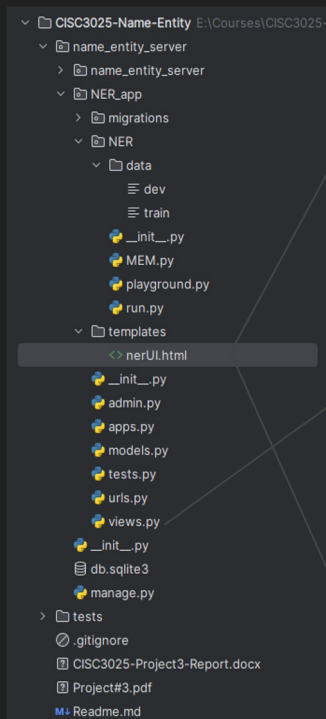 CISC3025-Name-Entity E:\Courses\CISC3025-
name_entity_server
name_entity_server
NER_app
migrations
NER
data
dev
train
__init__.py
MEM.py
playground.py
run.py
templates
<> nerUI.html
__init__.py
admin.py
apps.py
models.py
tests.py
urls.py
views.py
__init__.py
db.sqlite3
manage.py
tests
.gitignore
? CISC3025-Project3-Report.docx
? Project#3.pdf
M↓ Readme.md